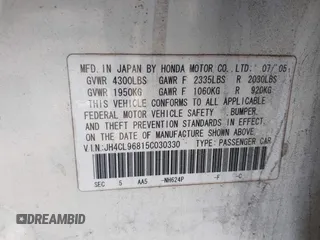 MFD. IN JAPAN BY HONDA MOTOR CO., LTD. 07/05
GVWR 4300LBS GAWR F 2335LBS R 2030LBS
GVWR 1950KG GAWR F 1060KG R 920KG
THIS VEHICLE CONFORMS TO ALL APPLICABLE
FEDERAL MOTOR VEHICLE SAFETY, BUMPER,
AND THEFT PREVENTION STANDARDS IN EFFECT
ON THE DATE OF MANUFACTURE SHOWN ABOVE.
V.I.N: JH4CL96815C030330 TYPE: PASSENGER CAR
SEC 5 AA5 -NH624P -F -C
DREAMBID